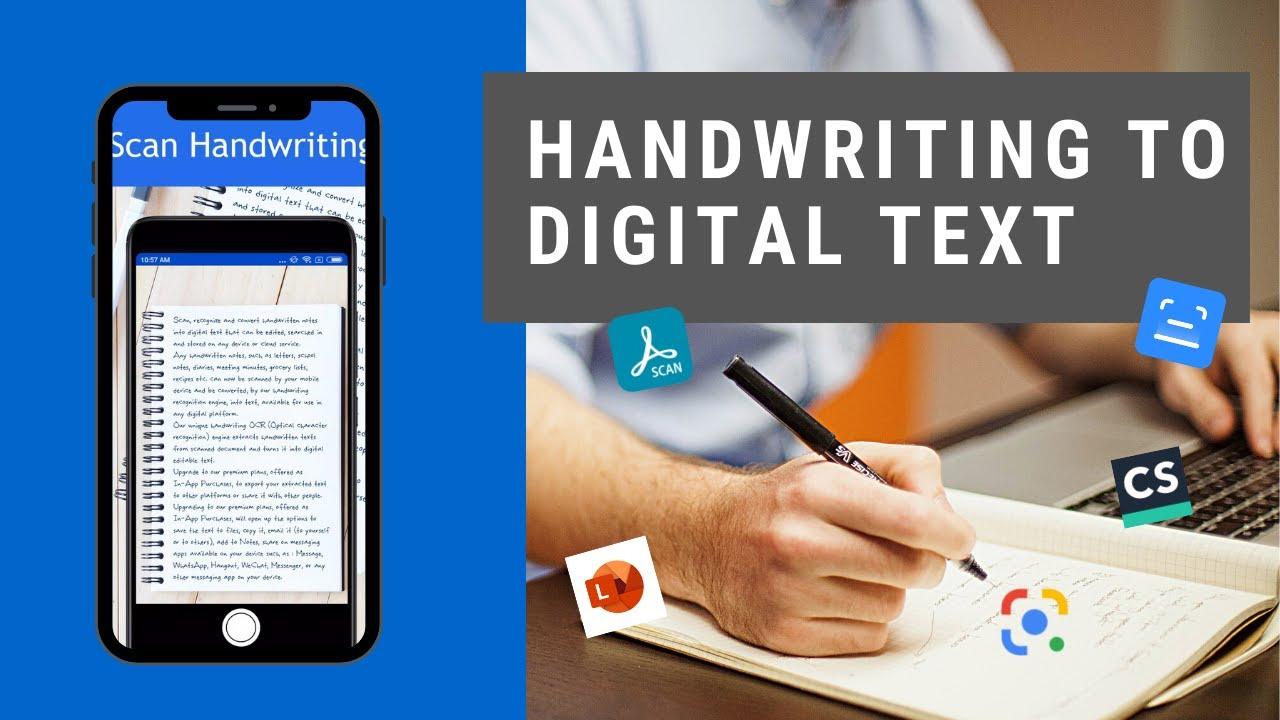 Scan Handwriting
10:57 AM
Scan, recognise and convert handwritten notes
into digital text that can be edited, searched in
and stored on any device or cloud service.
Any handwritten notes, such as letters, school
notes, diaries, meeting minutes, grocery lists,
recipes etc. can now be scanned by your mobile
device and be converted, by our handwriting
recognition engine, into text, available for use in
any digital platform.
Our unique handwriting OCR (Optical character
recognition) engine extracts handwritten texts
from scanned document and turns it into digital
editable text.
Upgrade to our premium plans, offered as
In-App Purchases, to export your extracted text
to other platforms or share it with other people.
Upgrading to our premium plans, offered as
In-App Purchases, will open up the options to
save the text to files, copy it, email it (to yourself
or to others), add to Notes, share on messaging
apps available on your device such as : Message,
WhatsApp, Hangout, WeChat, Messenger, or any
other messaging app on your device.
HANDWRITING TO
DIGITAL TEXT
SCAN
CS
L
V5